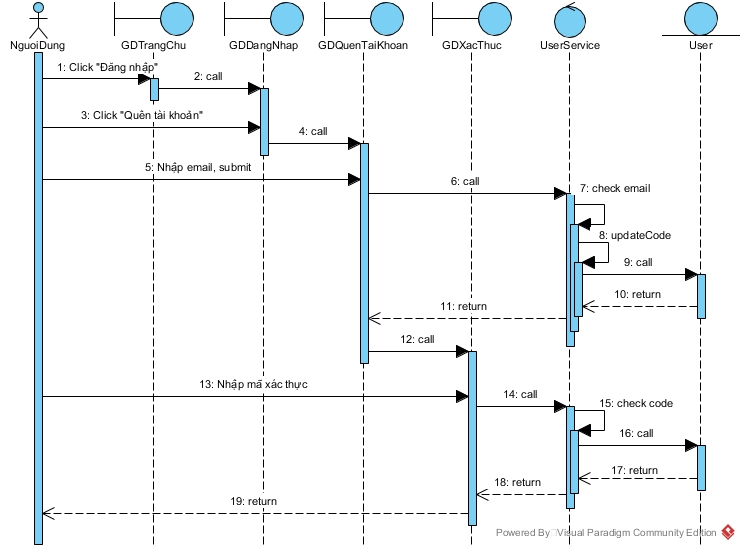 NguoiDung
GDTrangChu
GDDangNhap
GDQuenTaiKhoan
GDXacThuc
UserService
User
1: Click "Đăng nhập"
2: call
3: Click "Quên tài khoản"
4: call
5: Nhập email, submit
6: call
7: check email
8: updateCode
9: call
10: return
11: return
12: call
13: Nhập mã xác thực
14: call
15: check code
16: call
17: return
18: return
19: return
Powered By Visual Paradigm Community Edition